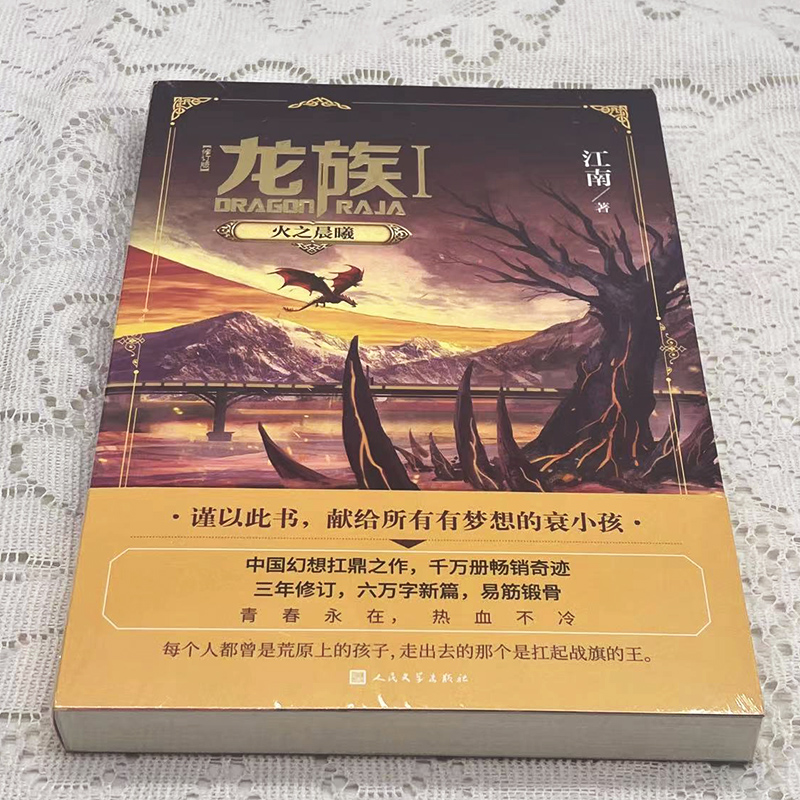 【修订版】
龙族I
DRAGON RAJA
火之晨曦
江南/著
·谨以此书，献给所有有梦想的衰小孩·
中国幻想扛鼎之作，千万册畅销奇迹
三年修订，六万字新篇，易筋锻骨
青春永在，热血不冷
每个人都曾是荒原上的孩子,走出去的那个是扛起战旗的王。
人民文学出版社